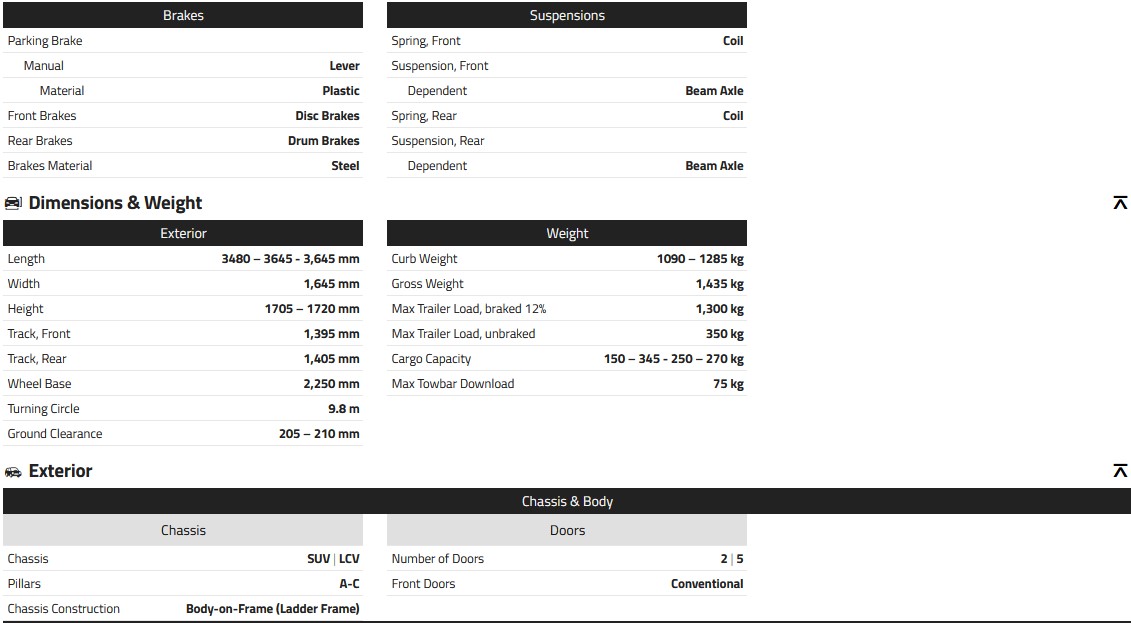 Brakes
Parking Brake
Manual Lever
Material Plastic
Front Brakes Disc Brakes
Rear Brakes Drum Brakes
Brakes Material Steel
Suspensions
Spring, Front Coil
Suspension, Front
Dependent Beam Axle
Spring, Rear Coil
Suspension, Rear
Dependent Beam Axle
Dimensions & Weight
Exterior
Length 3480 – 3645 - 3,645 mm
Width 1,645 mm
Height 1705 – 1720 mm
Track, Front 1,395 mm
Track, Rear 1,405 mm
Wheel Base 2,250 mm
Turning Circle 9.8 m
Ground Clearance 205 – 210 mm
Weight
Curb Weight 1090 – 1285 kg
Gross Weight 1,435 kg
Max Trailer Load, braked 12% 1,300 kg
Max Trailer Load, unbraked 350 kg
Cargo Capacity 150 – 345 - 250 – 270 kg
Max Towbar Download 75 kg
Exterior
Chassis & Body
Chassis
Chassis SUV | LCV
Pillars A-C
Chassis Construction Body-on-Frame (Ladder Frame)
Doors
Number of Doors 2 | 5
Front Doors Conventional